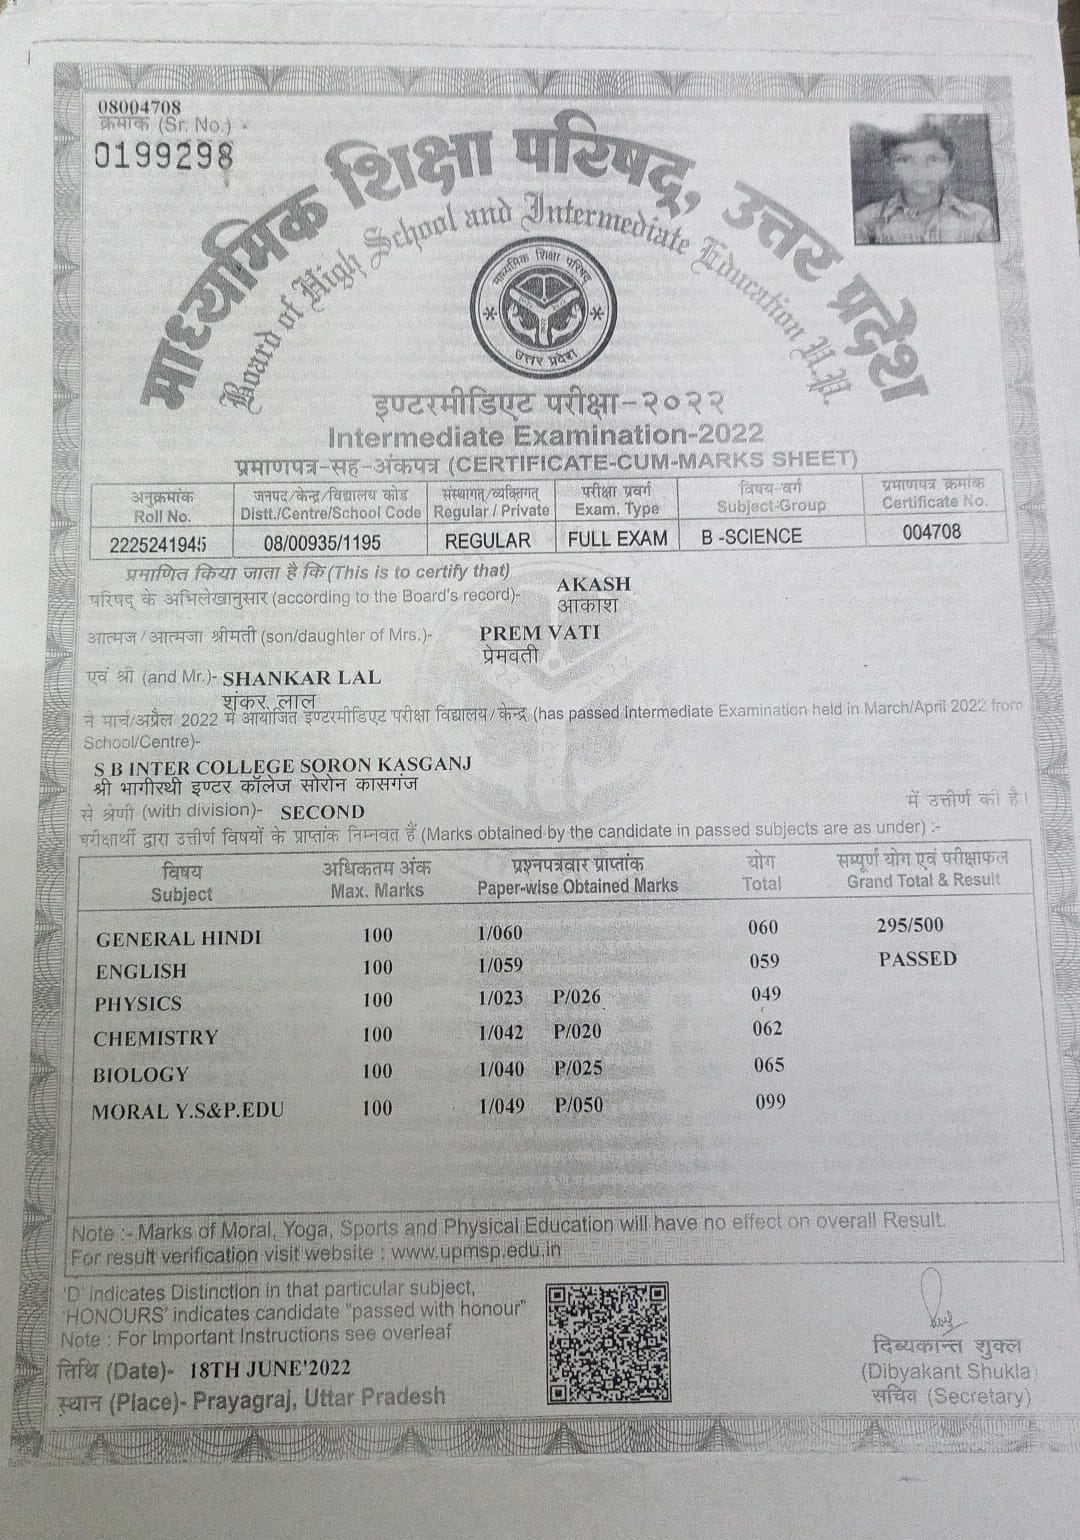 08004708
क्रमांक (Sr. No.) -
0199298
माध्यमिक शिक्षा परिषद्, उत्तर प्रदेश
Board of High School and Intermediate Education U.P.
माध्यमिक शिक्षा परिषद्
उत्तर प्रदेश
इण्टरमीडिएट परीक्षा-२०२२
Intermediate Examination-2022
प्रमाणपत्र-सह-अंकपत्र (CERTIFICATE-CUM-MARKS SHEET)
अनुक्रमांक जनपद/केन्द्र/विद्यालय कोड संस्थागत/व्यक्तिगत् परीक्षा प्रवर्ग विषय-वर्ग प्रमाणपत्र क्रमांक
Roll No. Distt./Centre/School Code Regular / Private Exam. Type Subject-Group Certificate No.
2225241945 08/00935/1195 REGULAR FULL EXAM B -SCIENCE 004708
प्रमाणित किया जाता है कि (This is to certify that)
परिषद् के अभिलेखानुसार (according to the Board's record)- AKASH
आकाश
आत्मज/आत्मजा श्रीमती (son/daughter of Mrs.)- PREM VATI
प्रेमवती
एवं श्री (and Mr.)- SHANKAR LAL
शंकर लाल
ने मार्च/अप्रैल 2022 में आयोजित इण्टरमीडिएट परीक्षा विद्यालय/केन्द्र (has passed Intermediate Examination held in March/April 2022 from
School/Centre)-
S B INTER COLLEGE SORON KASGANJ
श्री भागीरथी इण्टर कॉलेज सोरोन कासगंज
से श्रेणी (with division)- SECOND में उत्तीर्ण की है।
परीक्षार्थी द्वारा उत्तीर्ण विषयों के प्राप्तांक निम्नवत हैं (Marks obtained by the candidate in passed subjects are as under) :-
विषय अधिकतम अंक प्रश्नपत्रवार प्राप्तांक योग सम्पूर्ण योग एवं परीक्षाफल
Subject Max. Marks Paper-wise Obtained Marks Total Grand Total & Result
GENERAL HINDI 100 1/060 060 295/500
ENGLISH 100 1/059 059 PASSED
PHYSICS 100 1/023 P/026 049
CHEMISTRY 100 1/042 P/020 062
BIOLOGY 100 1/040 P/025 065
MORAL Y.S&P.EDU 100 1/049 P/050 099
Note :- Marks of Moral, Yoga, Sports and Physical Education will have no effect on overall Result.
For result verification visit website : www.upmsp.edu.in
'D' Indicates Distinction in that particular subject,
'HONOURS' indicates candidate "passed with honour"
Note : For Important Instructions see overleaf
तिथि (Date)- 18TH JUNE'2022
स्थान (Place)- Prayagraj, Uttar Pradesh
दिब्यकान्त शुक्ल
(Dibyakant Shukla)
सचिव (Secretary)